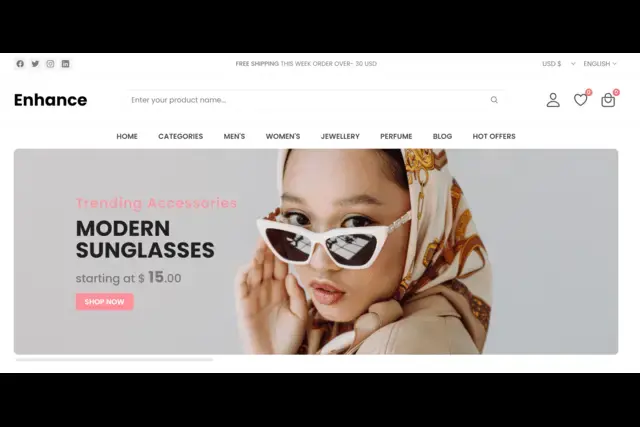 FREE SHIPPING THIS WEEK ORDER OVER- 30 USD
USD $
ENGLISH
Enhance
Enter your product name...
0
0
HOME
CATEGORIES
MEN'S
WOMEN'S
JEWELLERY
PERFUME
BLOG
HOT OFFERS
Trending Accessories
MODERN
SUNGLASSES
starting at $ 15.00
SHOP NOW